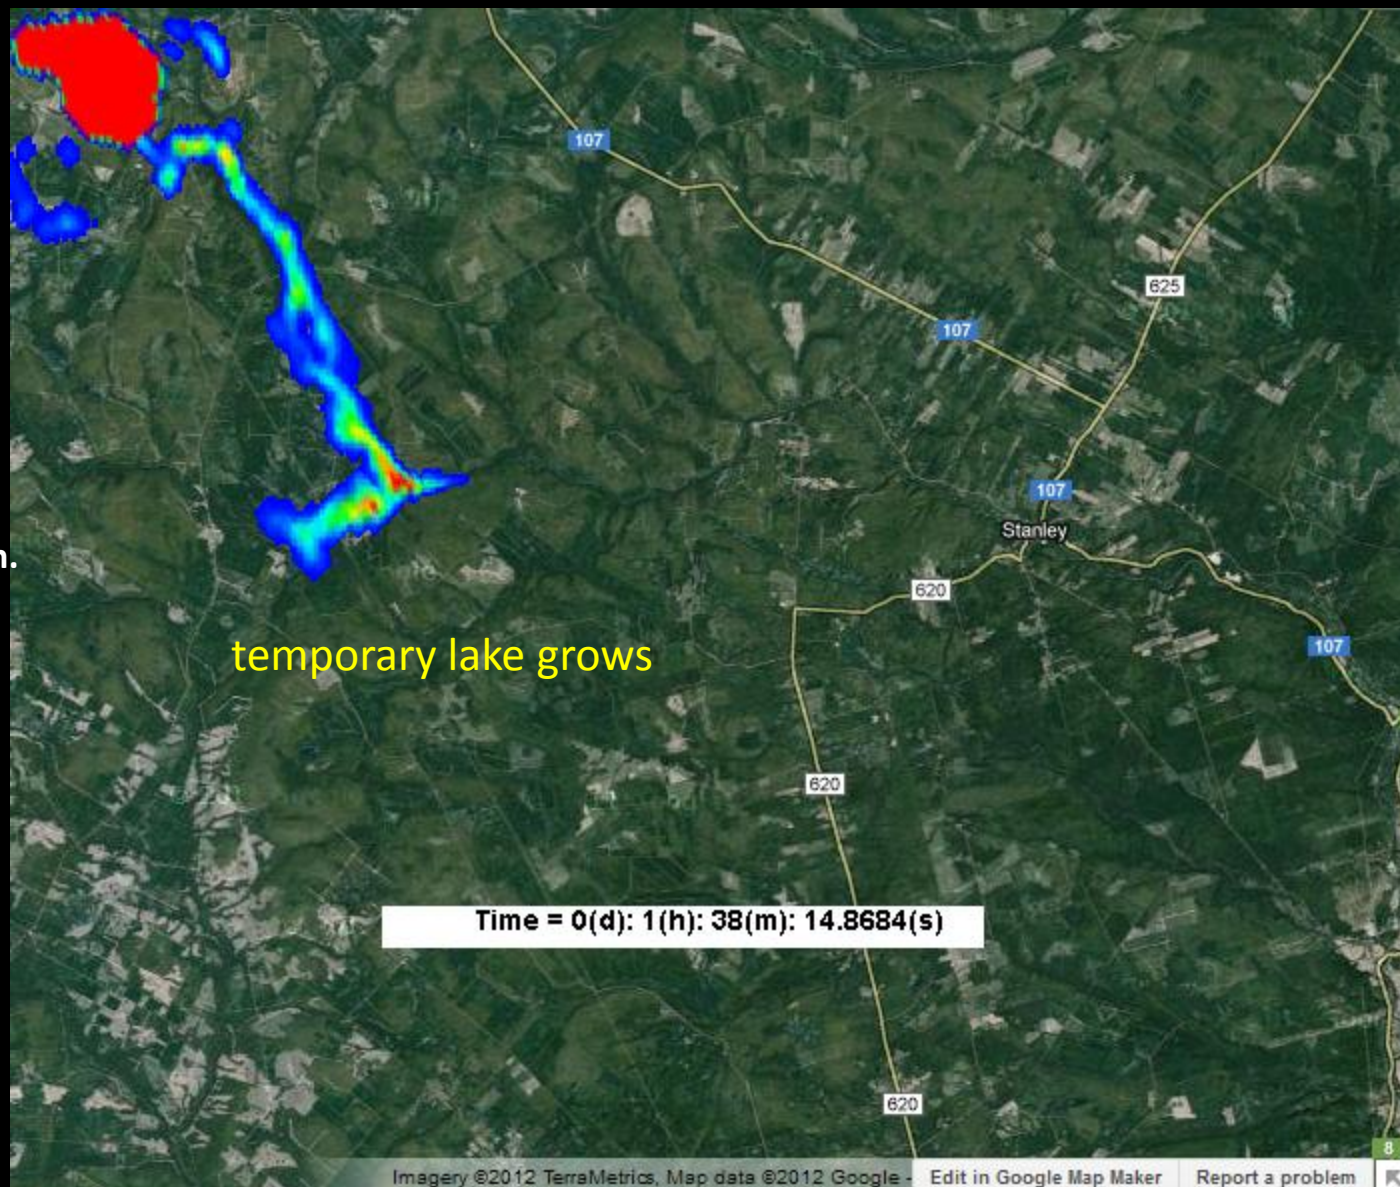 107
625
107
107
Stanley
n.
620
107
temporary lake grows
620
Time = 0(d): 1(h): 38(m): 14.8684(s)
620
8
Imagery ©2012 TerraMetrics, Map data ©2012 Google - Edit in Google Map Maker Report a problem